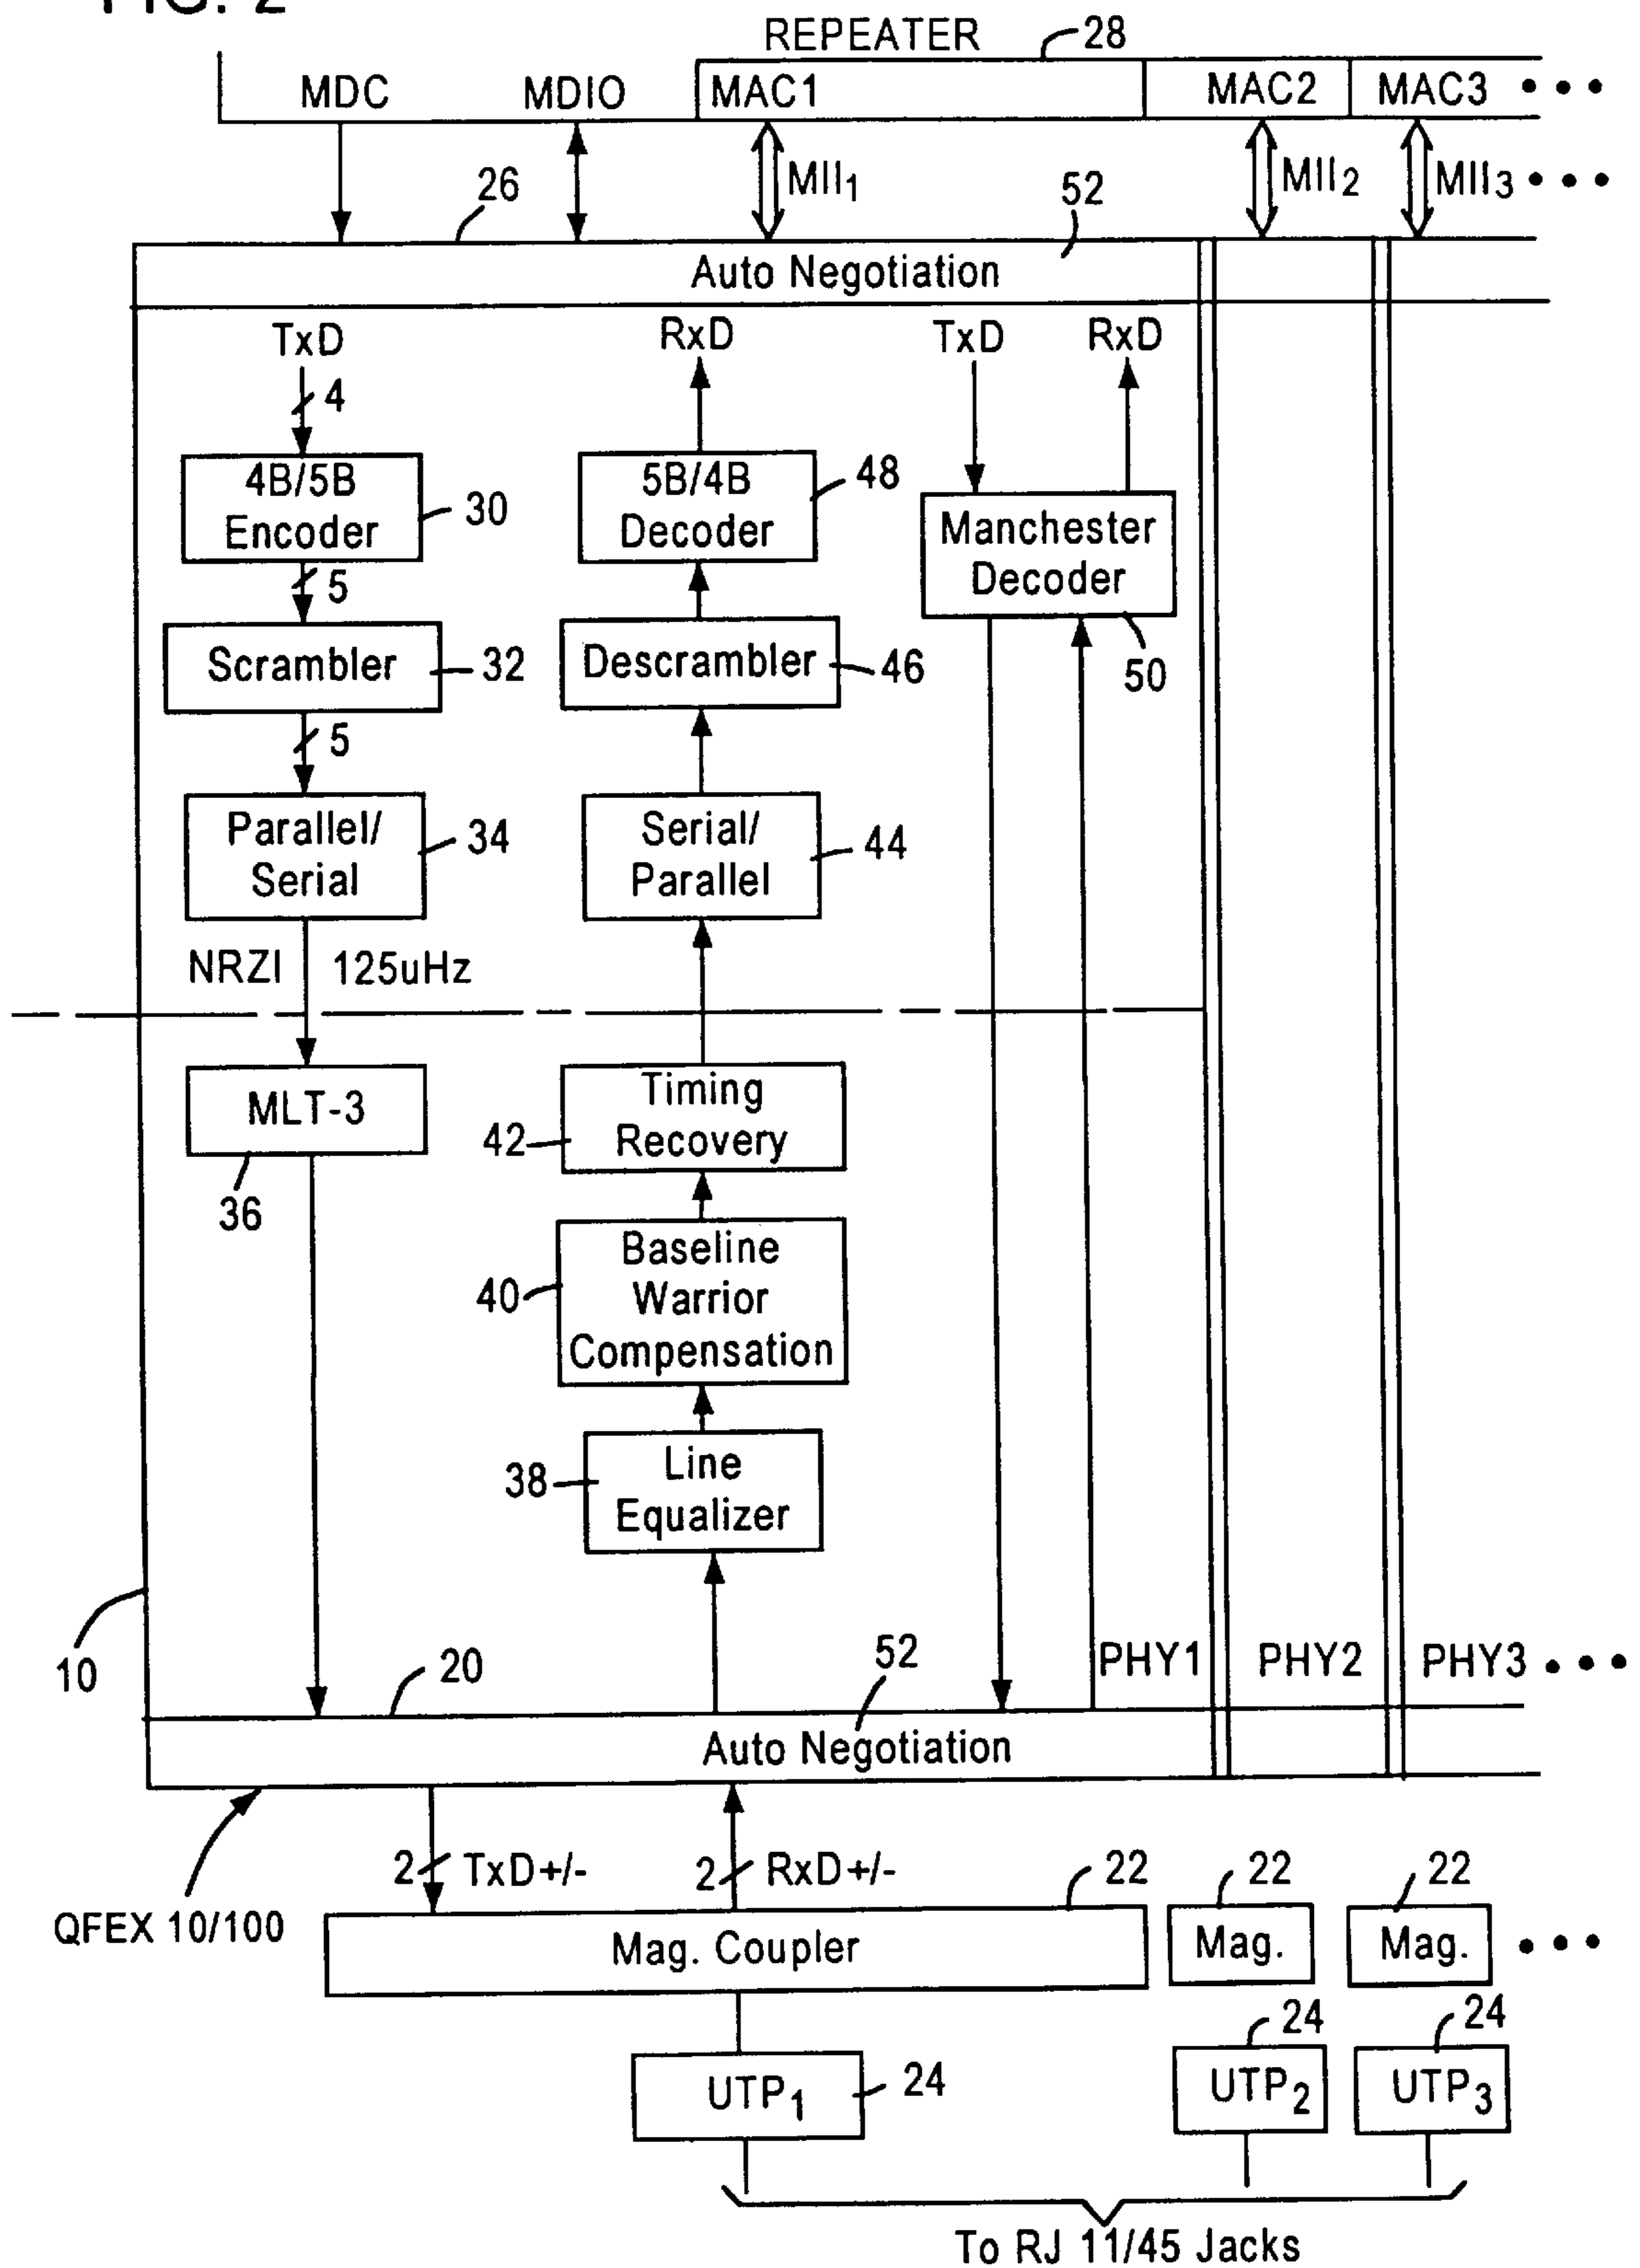 FIG. 2
REPEATER 28
MDC MDIO MAC1 MAC2 MAC3 • • •
MII1 MII2 MII3 • • •
26 52
Auto Negotiation
TxD RxD TxD RxD
4
4B/5B
Encoder
30
5B/4B
Decoder
48
Manchester
Decoder
50
5
Scrambler 32
Descrambler 46
5
Parallel/
Serial
34
Serial/
Parallel
44
NRZI 125uHz
MLT-3
36
Timing
Recovery
42
Baseline
Warrior
Compensation
40
Line
Equalizer
38
10
20
52
PHY1 PHY2 PHY3 • • •
Auto Negotiation
QFEX 10/100
2 TxD+/- 2 RxD+/-
22 22 22
Mag. Coupler Mag. Mag. • • •
24 24 24
UTP1 UTP2 UTP3
To RJ 11/45 Jacks